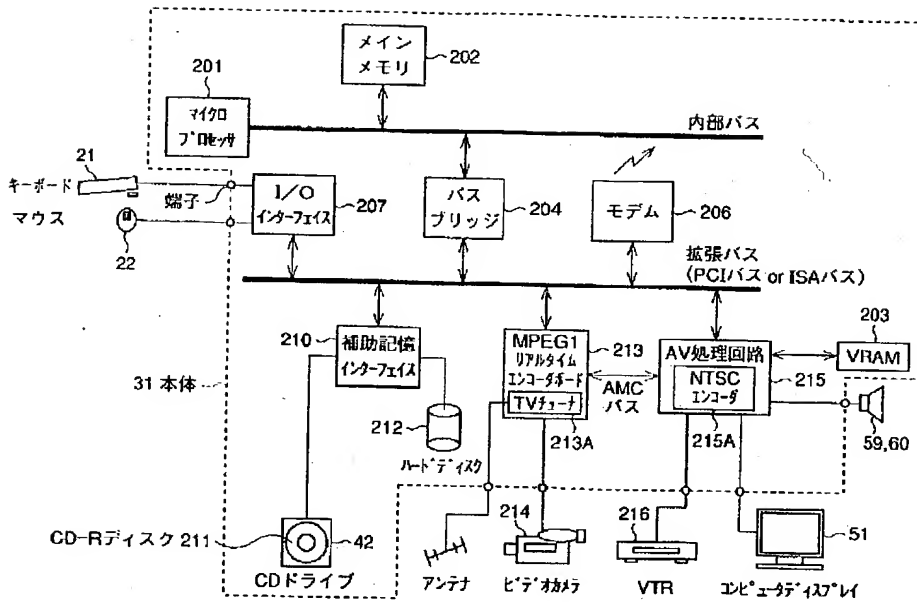 メイン
メモリ
202
201
マイクロ
プロセッサ
内部バス
21
キーボード
端子
I/O
インターフェイス
207
バス
ブリッジ
204
モデム
206
マウス
22
拡張バス
(PCIバス or ISAバス)
210
補助記憶
インターフェイス
MPEG1
リアルタイム
エンコーダボード
TVチューナ
213
213A
AMC
バス
AV処理回路
NTSC
エンコーダ
215
215A
203
VRAM
31 本体
212
ハードディスク
59,60
CD-Rディスク 211
42
CDドライブ
アンテナ
214
ビデオカメラ
216
VTR
51
コンピュータディスプレイ